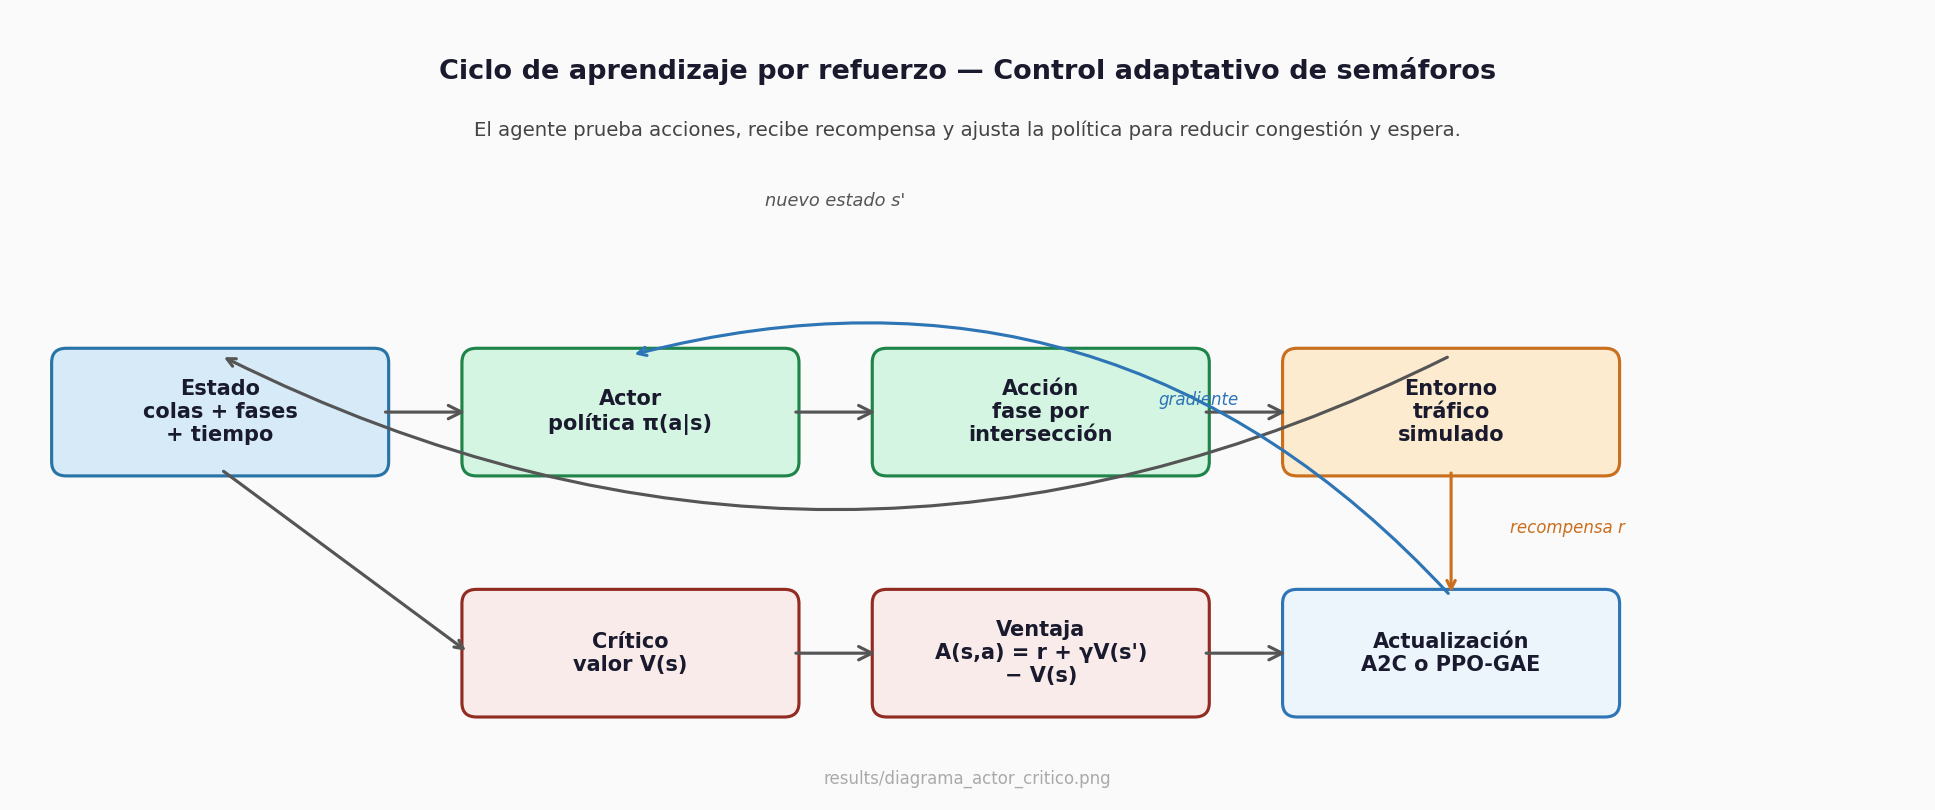 Ciclo de aprendizaje por refuerzo — Control adaptativo de semáforos
El agente prueba acciones, recibe recompensa y ajusta la política para reducir congestión y espera.
nuevo estado s'
Estado
colas + fases
+ tiempo
Actor
política π(a|s)
Acción
fase por
intersección
gradiente
Entorno
tráfico
simulado
recompensa r
Crítico
valor V(s)
Ventaja
A(s,a) = r + γV(s')
− V(s)
Actualización
A2C o PPO-GAE
results/diagrama_actor_critico.png